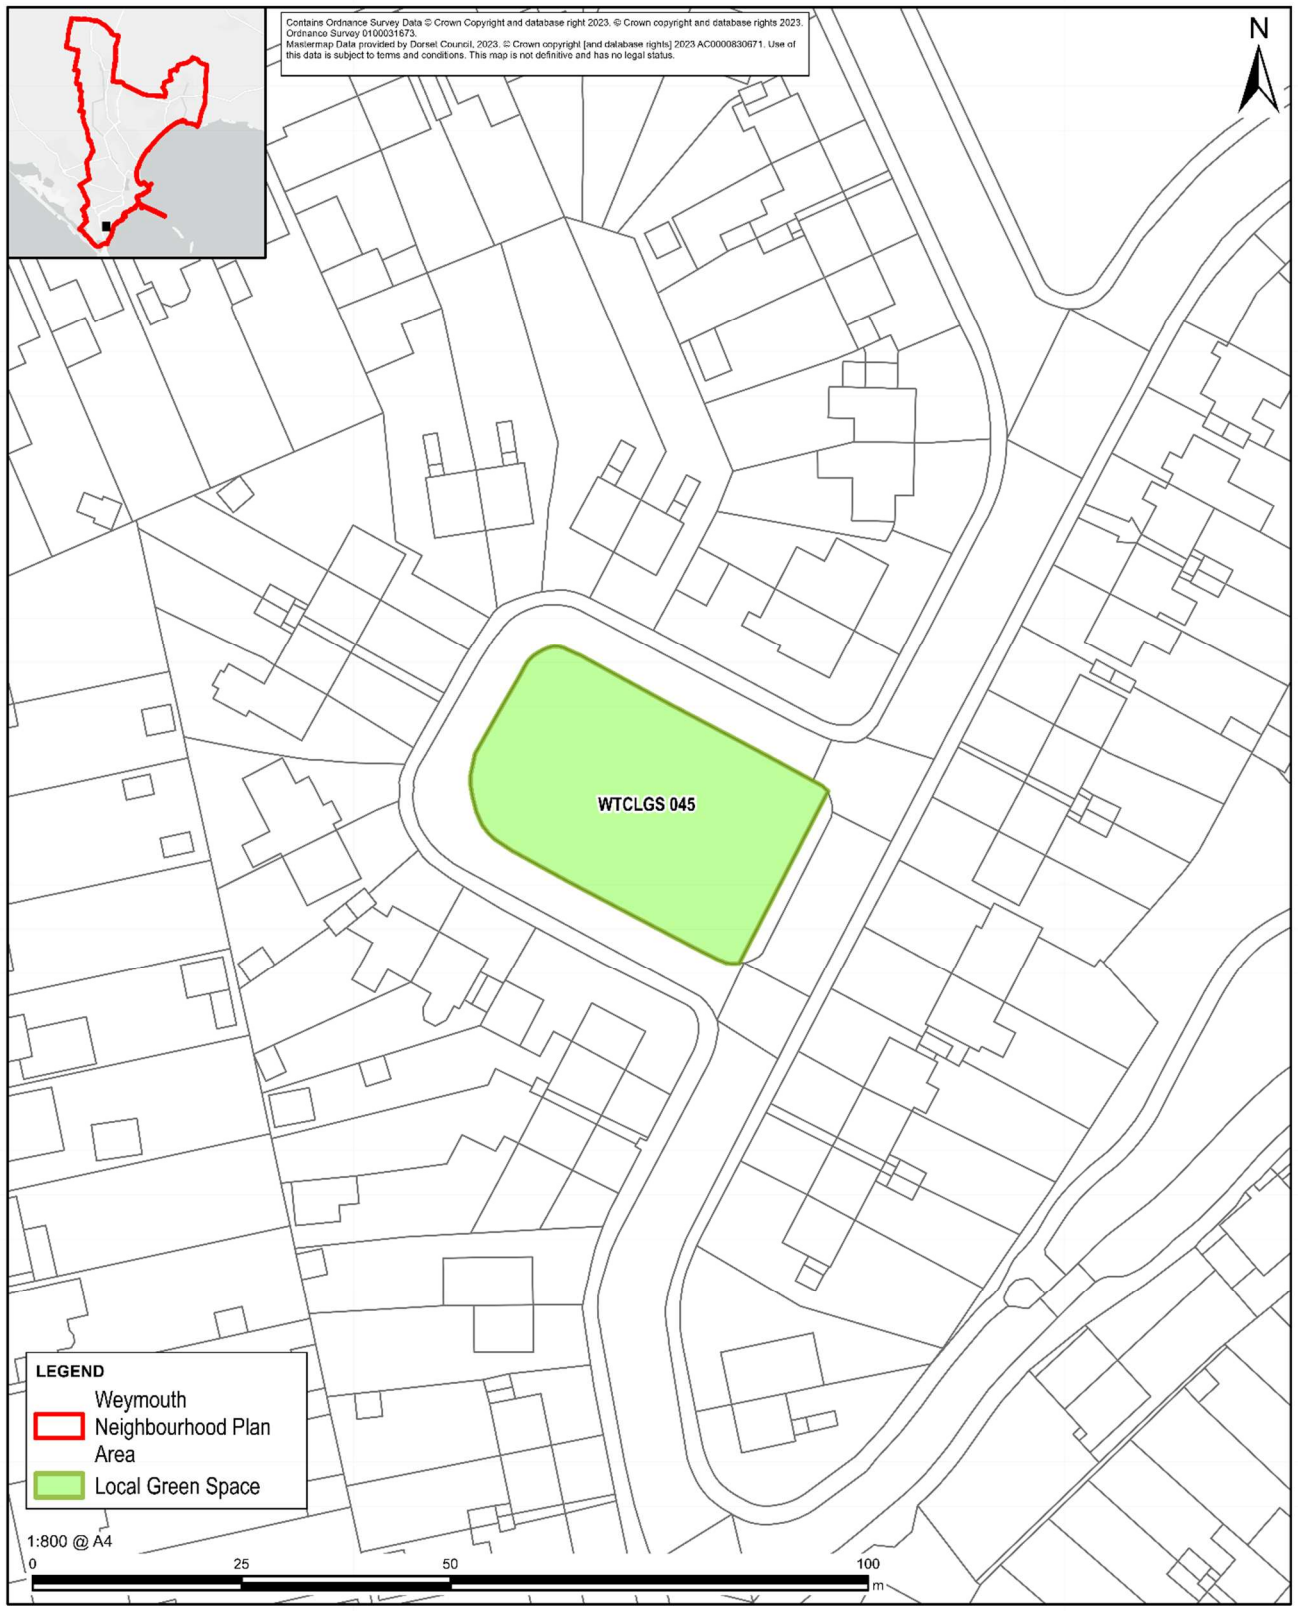 Contains Ordnance Survey Data © Crown Copyright and database right 2023. © Crown copyright and database rights 2023.
Ordnance Survey 0100031673.
Mastermap Data provided by Dorset Council, 2023. © Crown copyright [and database rights] 2023 AC0000830671. Use of
this data is subject to terms and conditions. This map is not definitive and has no legal status.
N
WTCLGS 045
LEGEND
Weymouth
Neighbourhood Plan
Area
Local Green Space
1:800 @ A4
0 25 50 100
m